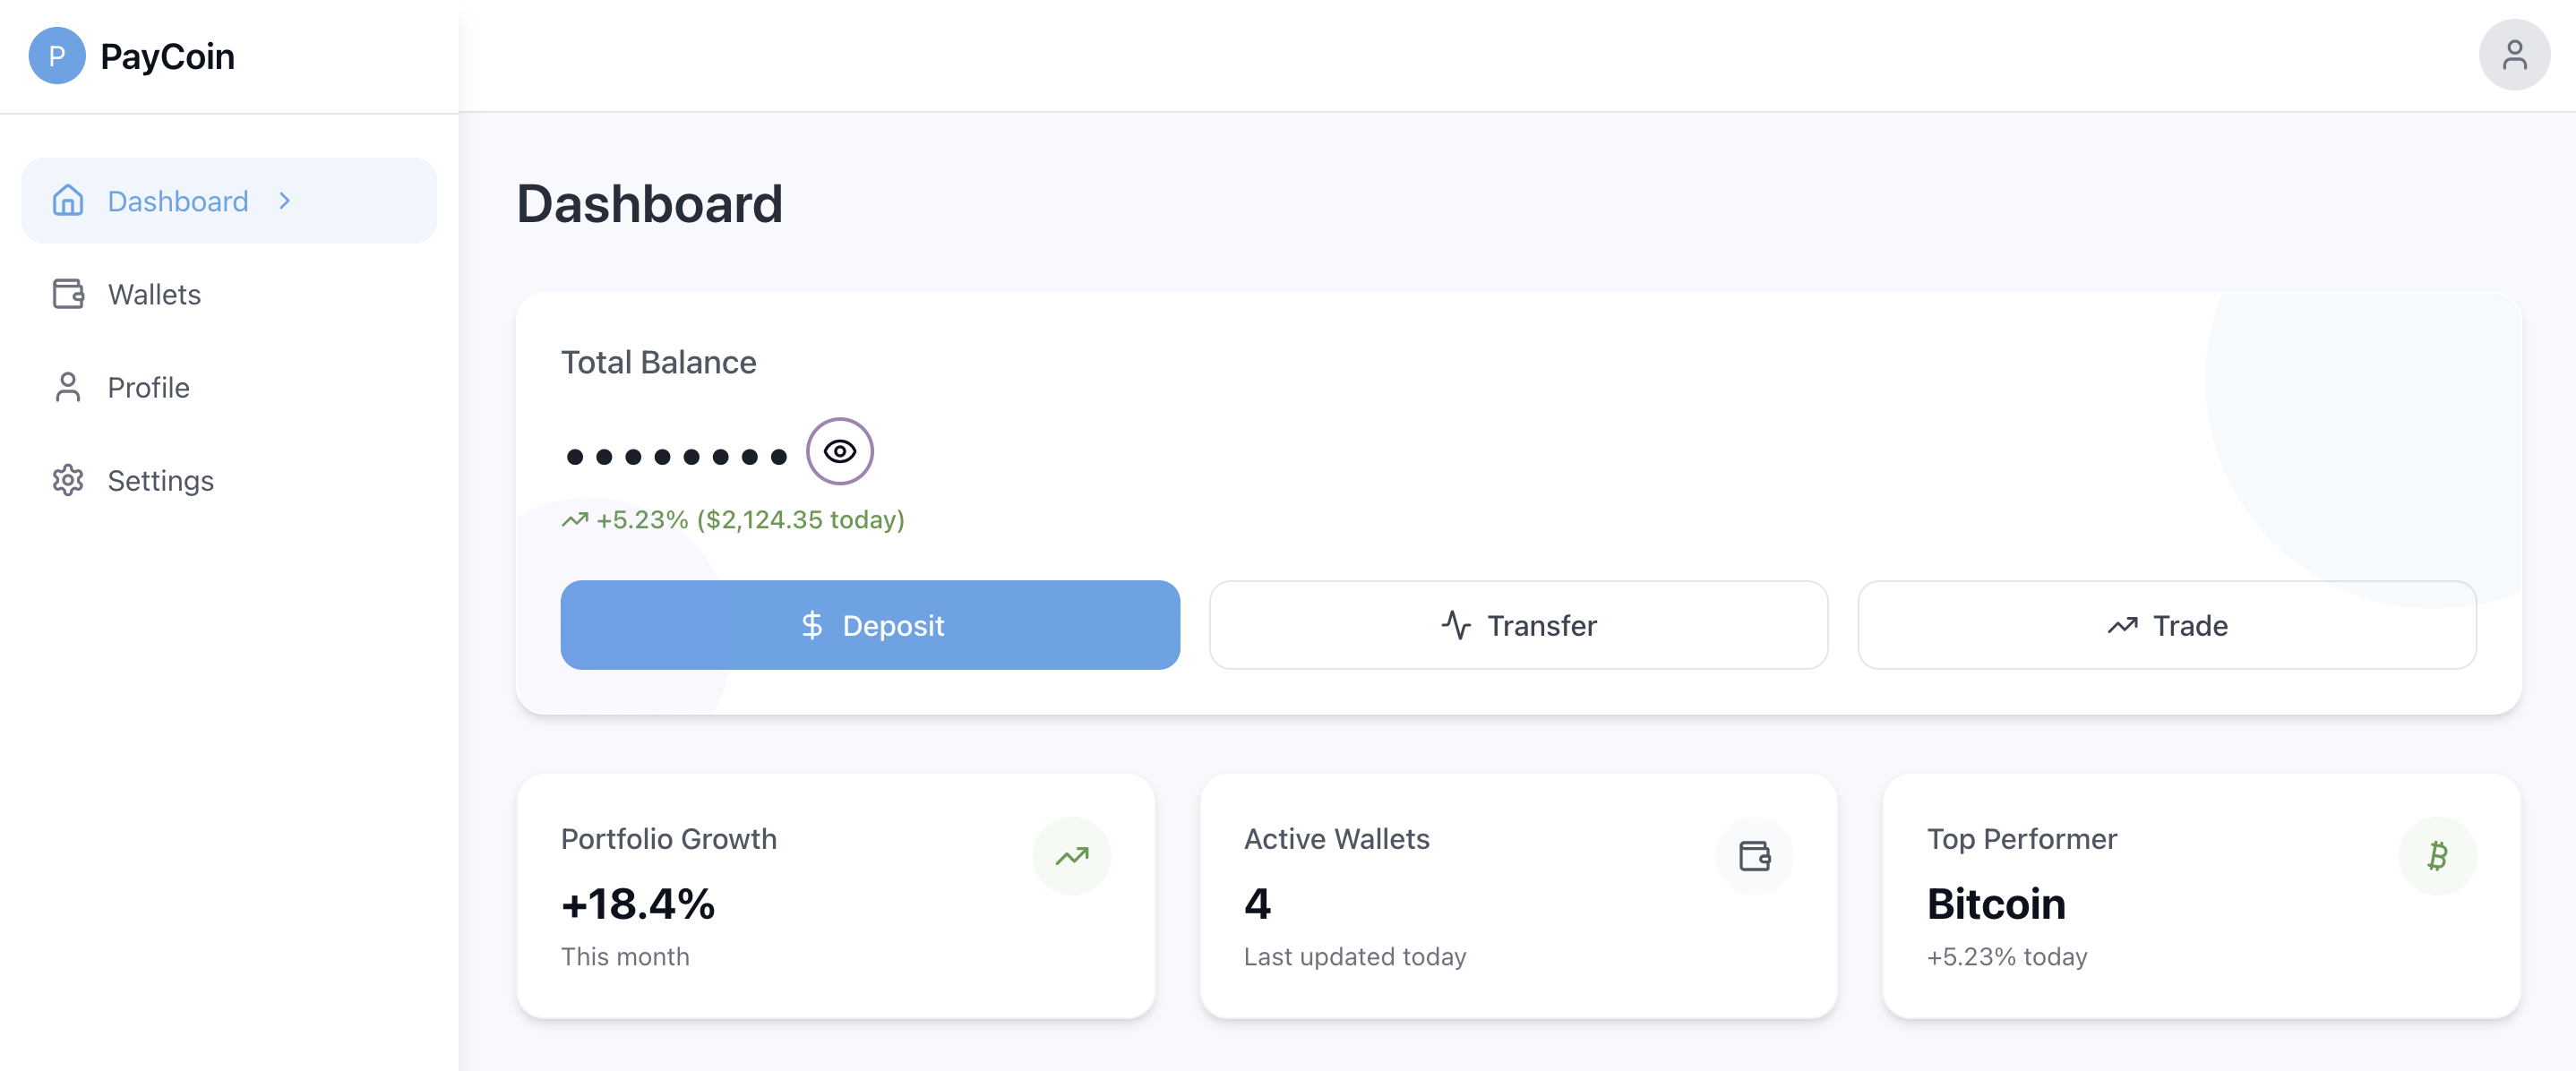 P PayCoin
Dashboard
Wallets
Profile
Settings
Dashboard
Total Balance
••••••••
+5.23% ($2,124.35 today)
$ Deposit
Transfer
Trade
Portfolio Growth
+18.4%
This month
Active Wallets
4
Last updated today
Top Performer
Bitcoin
+5.23% today